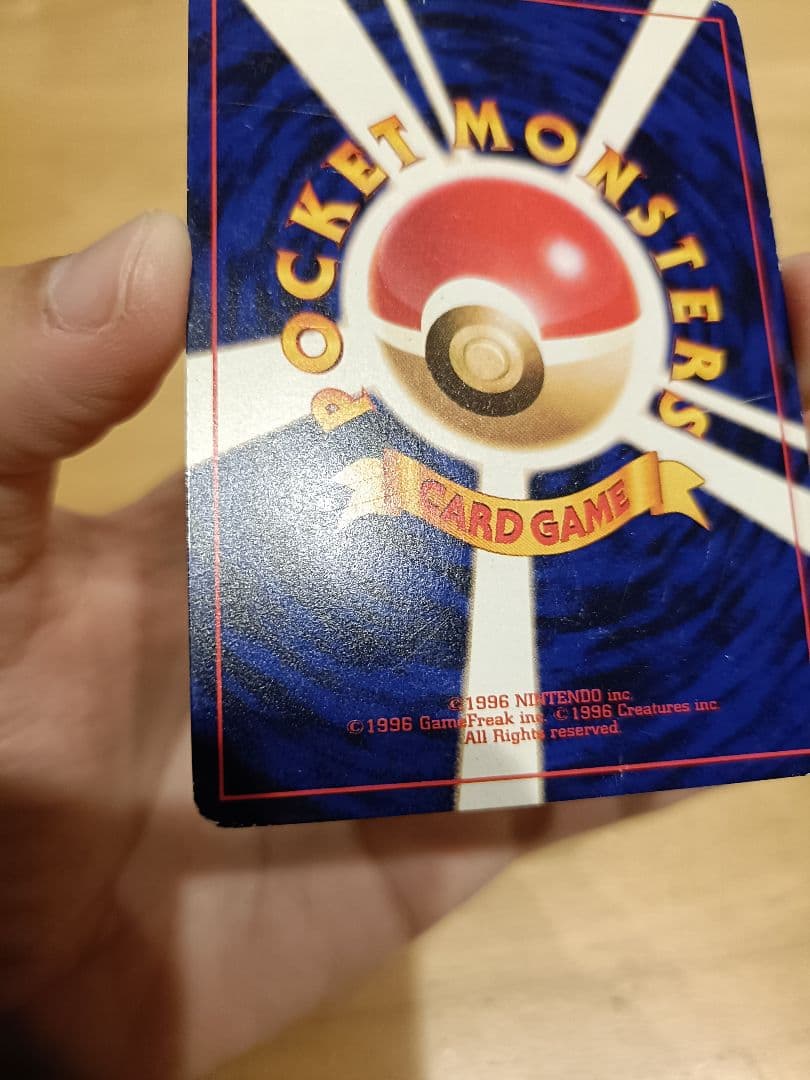 POCKET MONSTERS
CARD GAME
©1996 NINTENDO inc.
©1996 GameFreak inc. ©1996 Creatures inc.
All Rights reserved.